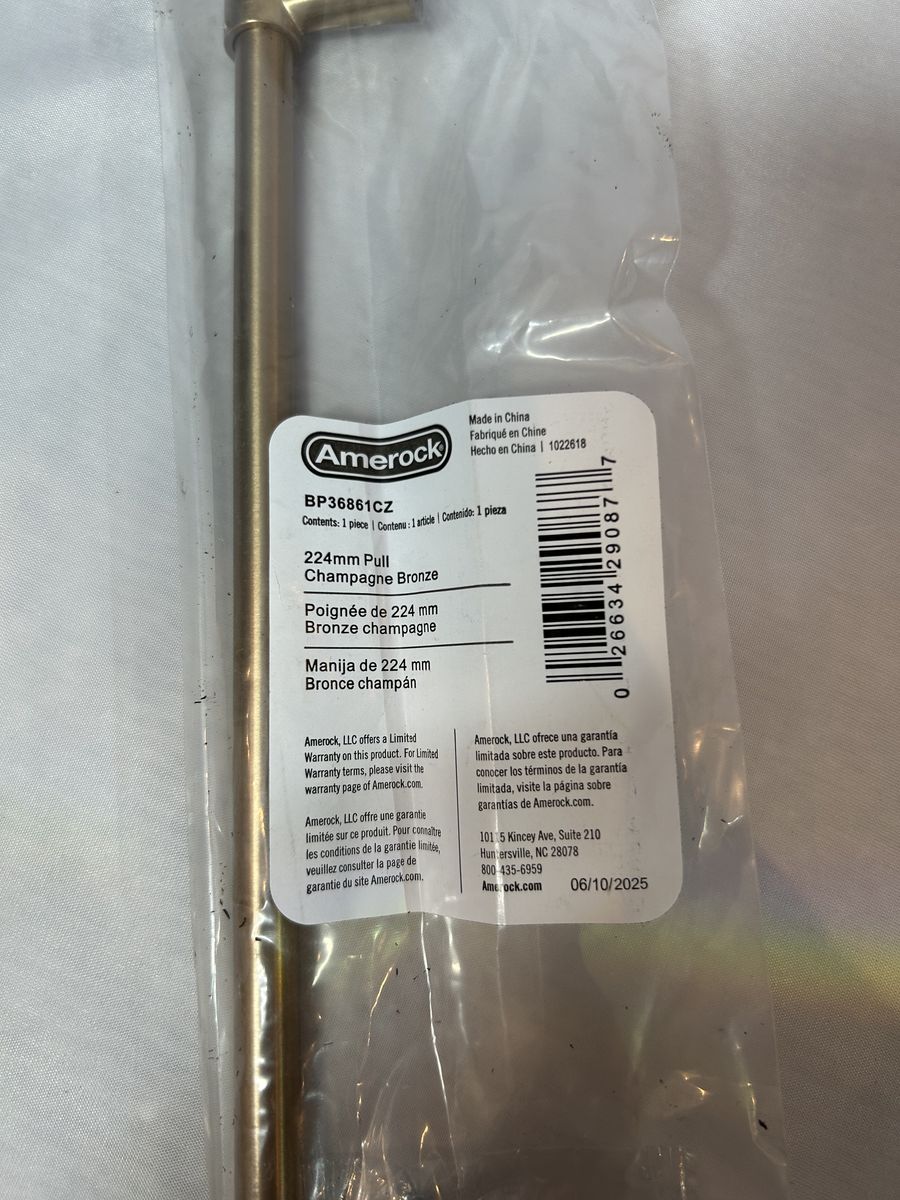 Amerock®
Made in China
Fabriqué en Chine
Hecho en China | 1022618
BP36861CZ
Contents: 1 piece | Contenu : 1 article | Contenido: 1 pieza
224mm Pull
Champagne Bronze
Poignée de 224 mm
Bronze champagne
Manija de 224 mm
Bronce champán
0 26634 29087 7
Amerock, LLC offers a Limited
Warranty on this product. For Limited
Warranty terms, please visit the
warranty page of Amerock.com.
Amerock, LLC offre une garantie
limitée sur ce produit. Pour connaître
les conditions de la garantie limitée,
veuillez consulter la page de
garantie du site Amerock.com.
Amerock, LLC ofrece una garantía
limitada sobre este producto. Para
conocer los términos de la garantía
limitada, visite la página sobre
garantías de Amerock.com.
10115 Kincey Ave, Suite 210
Huntersville, NC 28078
800-435-6959
Amerock.com 06/10/2025